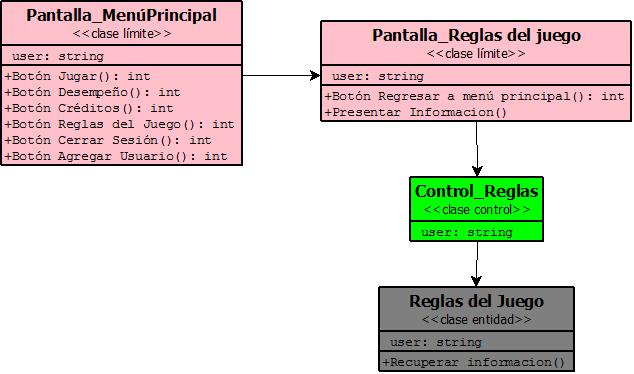 Pantalla_MenúPrincipal
<<clase límite>>
user: string
+Botón Jugar(): int
+Botón Desempeño(): int
+Botón Créditos(): int
+Botón Reglas del Juego(): int
+Botón Cerrar Sesión(): int
+Botón Agregar Usuario(): int
Pantalla_Reglas del juego
<<clase límite>>
user: string
+Botón Regresar a menú principal(): int
+Presentar Informacion()
Control_Reglas
<<clase control>>
user: string
Reglas del Juego
<<clase entidad>>
user: string
+Recuperar informacion()